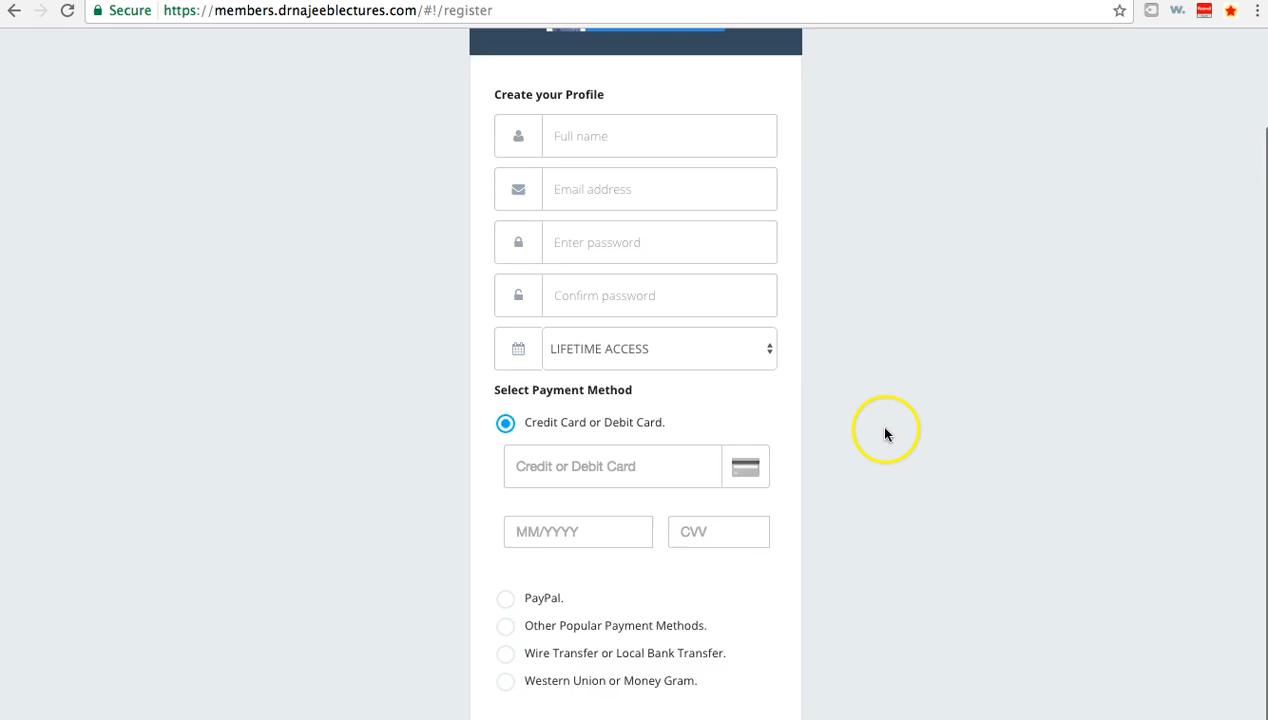 Secure https://members.drnajeeblectures.com/#!/register
W.
Create your Profile
Full name
Email address
Enter password
Confirm password
LIFETIME ACCESS
Select Payment Method
Credit Card or Debit Card.
Credit or Debit Card
MM/YYYY CVV
PayPal.
Other Popular Payment Methods.
Wire Transfer or Local Bank Transfer.
Western Union or Money Gram.